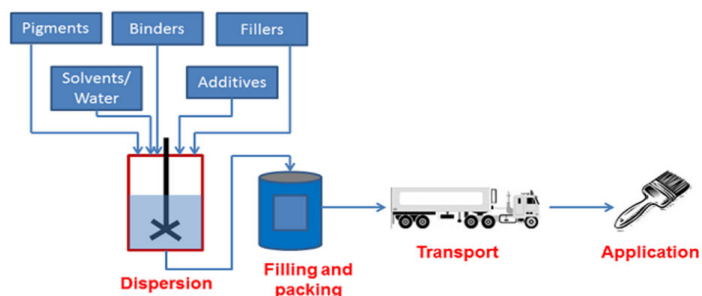 Pigments
Binders
Fillers
Solvents/
Water
Additives
Dispersion
Filling and
packing
Transport
Application